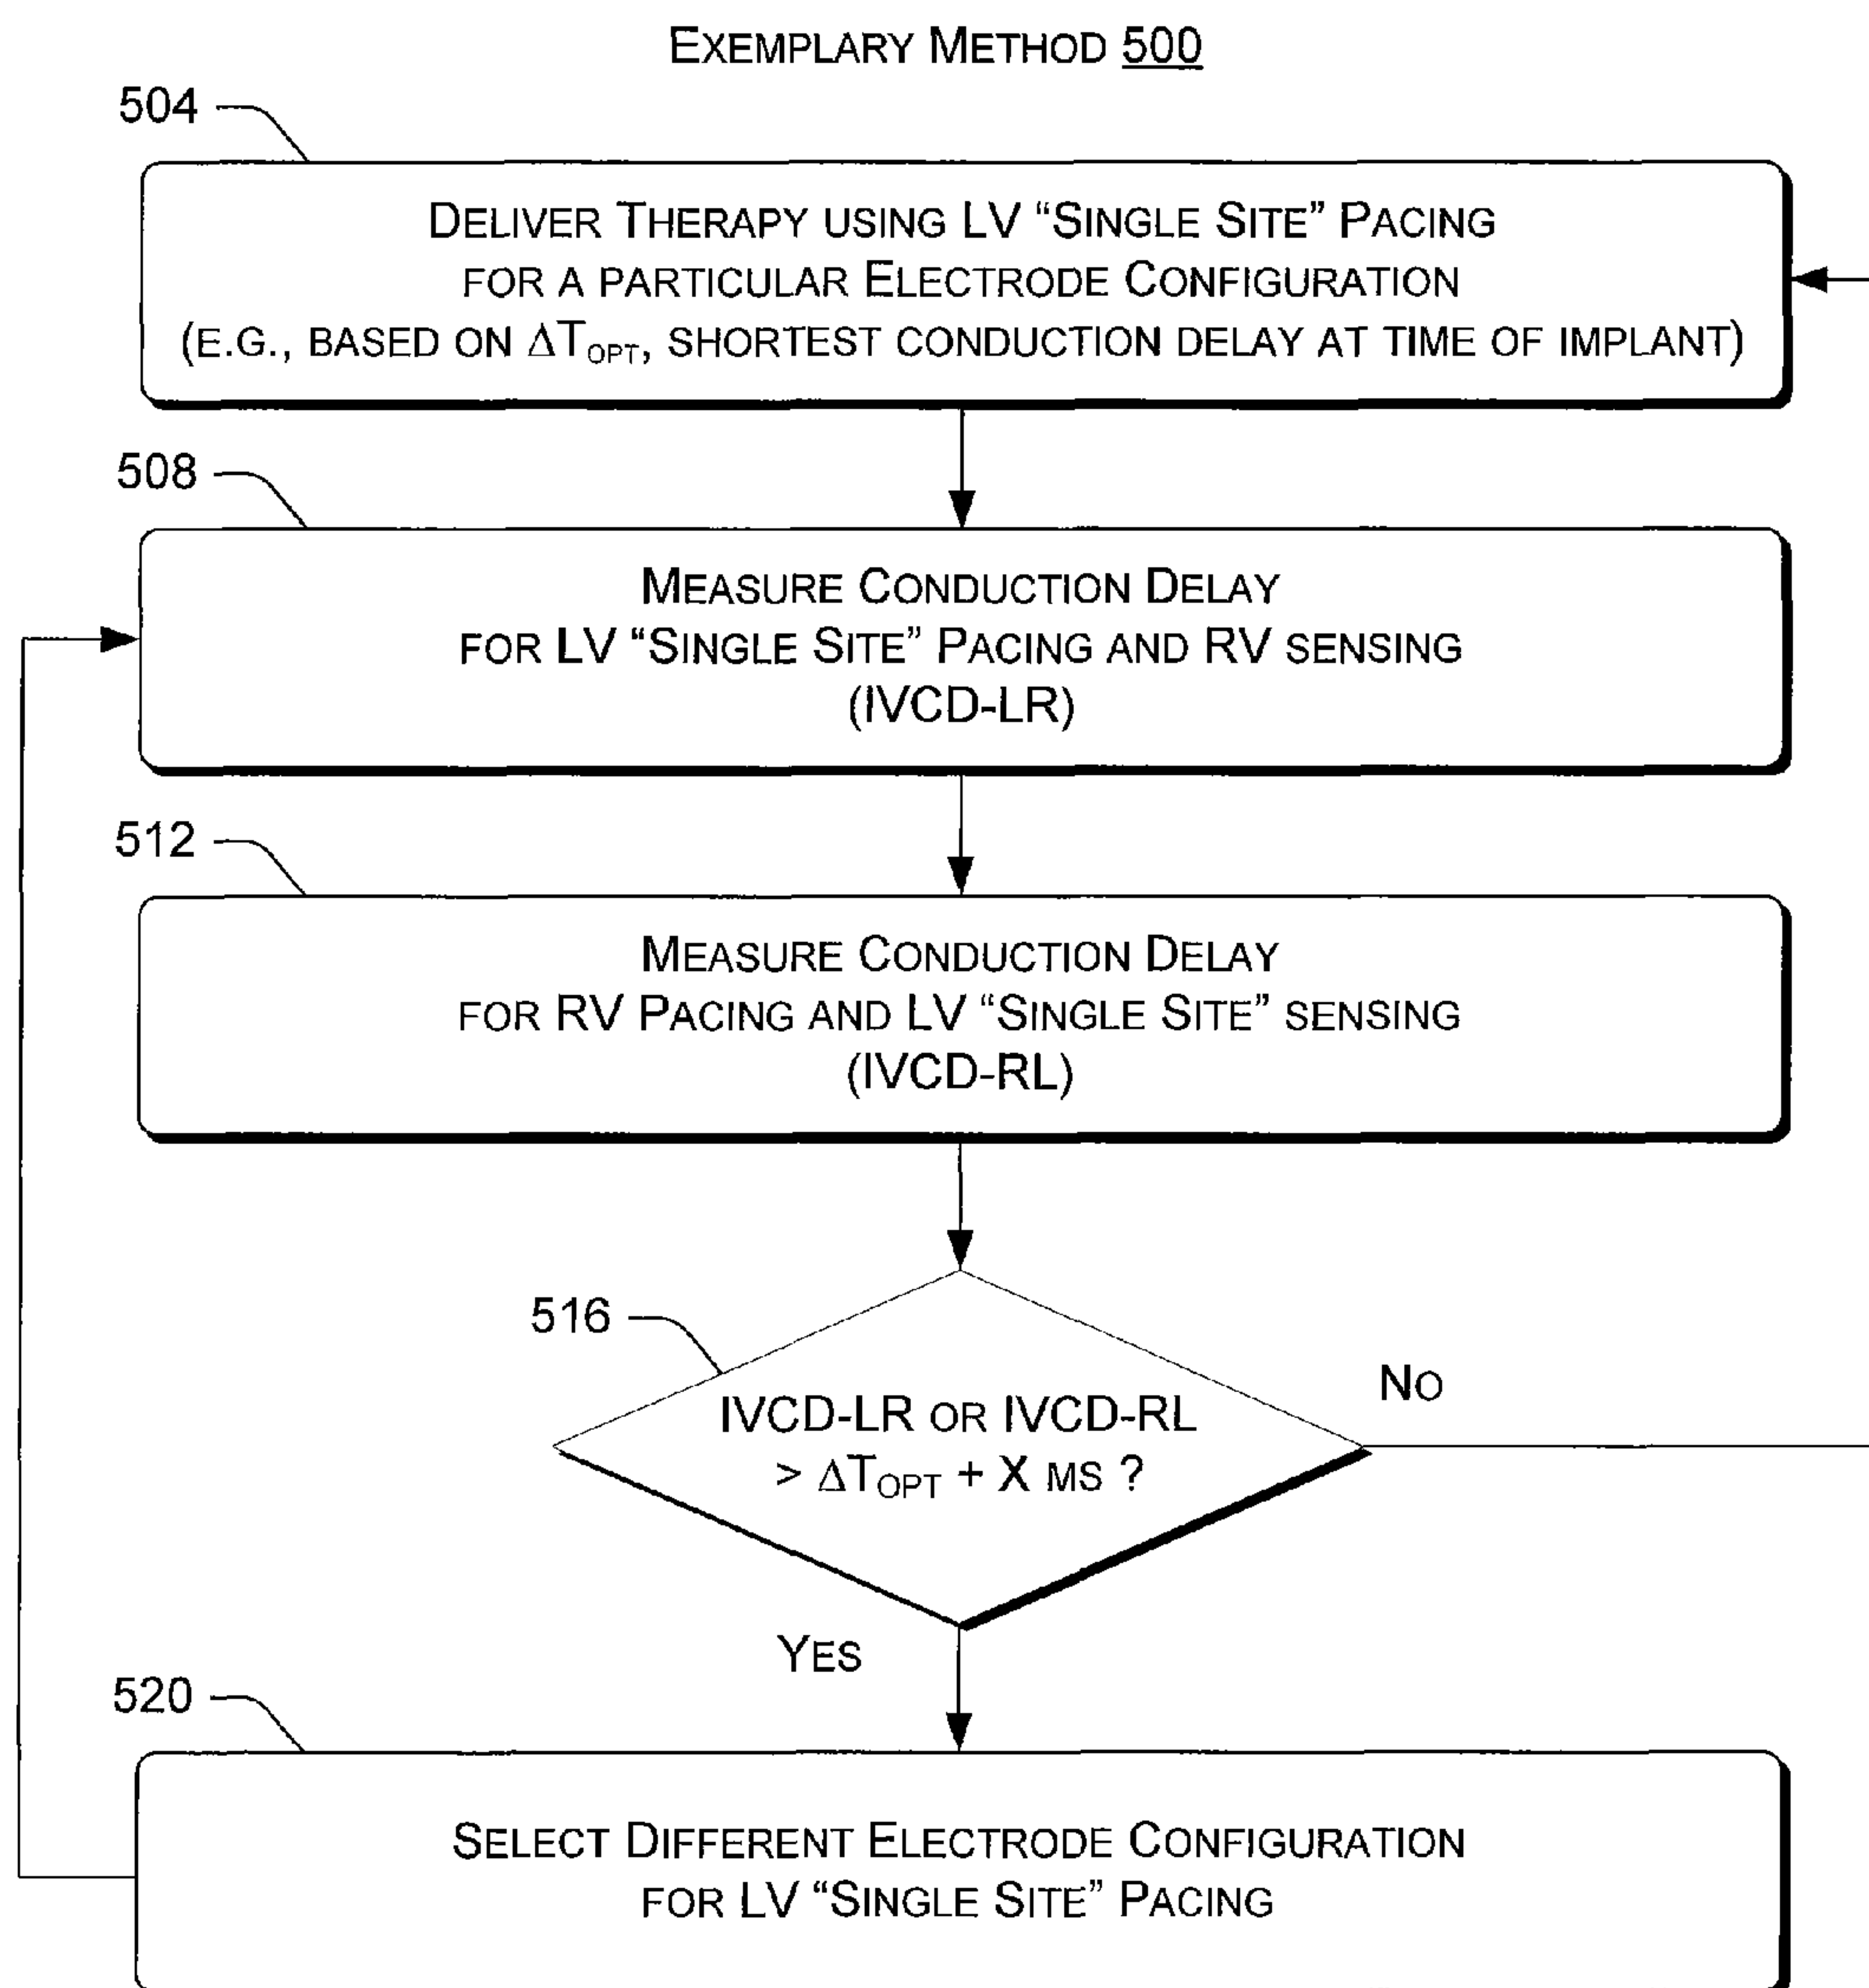 EXEMPLARY METHOD 500
504
DELIVER THERAPY USING LV “SINGLE SITE” PACING
FOR A PARTICULAR ELECTRODE CONFIGURATION
(E.G., BASED ON ΔT_OPT, SHORTEST CONDUCTION DELAY AT TIME OF IMPLANT)
508
MEASURE CONDUCTION DELAY
FOR LV “SINGLE SITE” PACING AND RV SENSING
(IVCD-LR)
512
MEASURE CONDUCTION DELAY
FOR RV PACING AND LV “SINGLE SITE” SENSING
(IVCD-RL)
516
IVCD-LR OR IVCD-RL
> ΔT_OPT + X MS ?
NO
YES
520
SELECT DIFFERENT ELECTRODE CONFIGURATION
FOR LV “SINGLE SITE” PACING